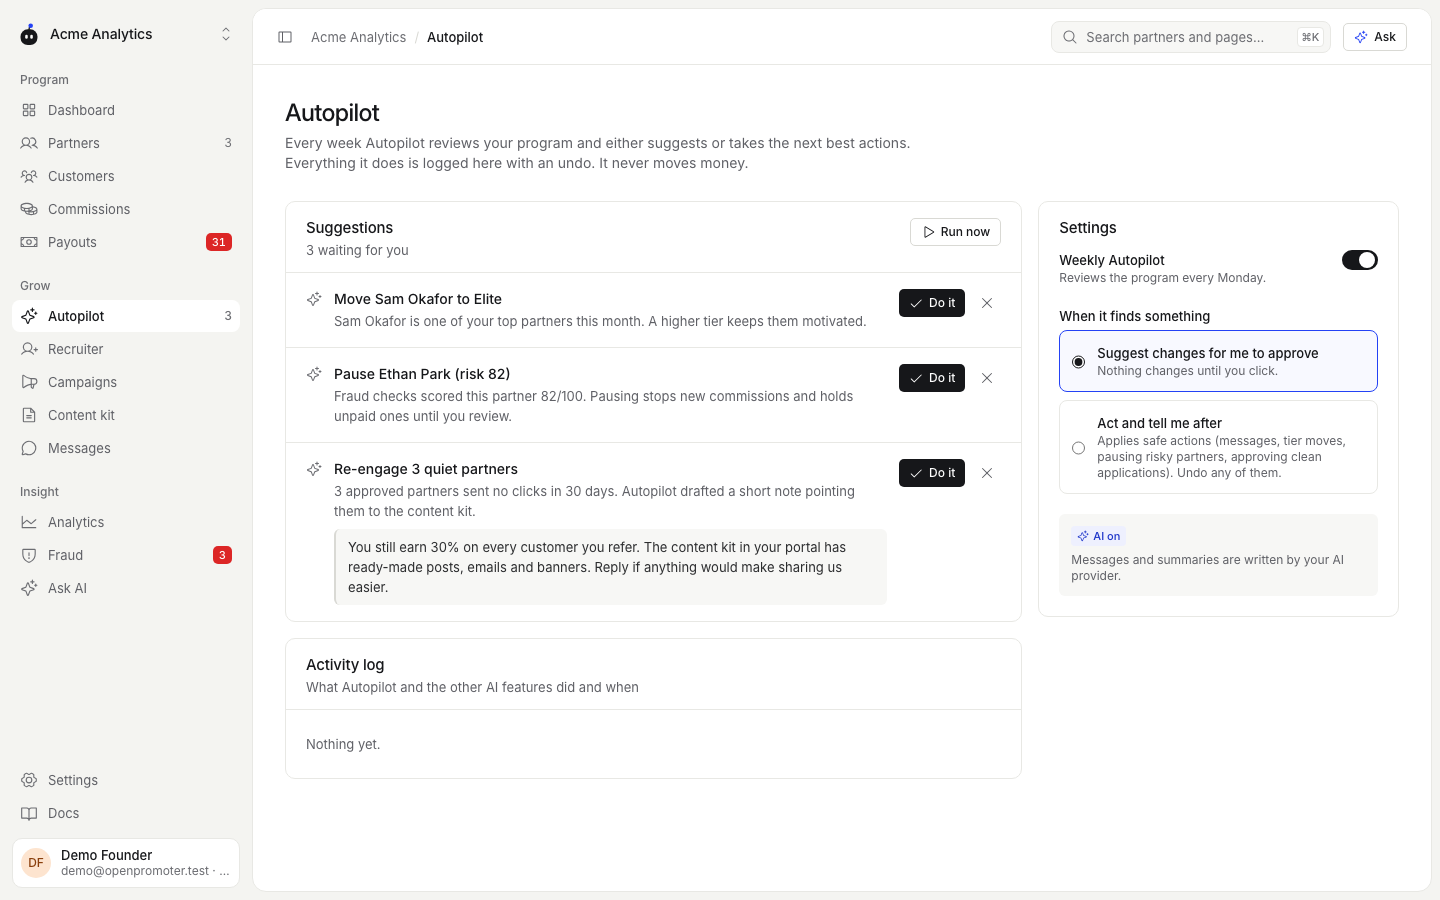 Acme Analytics
Program
Dashboard
Partners 3
Customers
Commissions
Payouts 31
Grow
Autopilot 3
Recruiter
Campaigns
Content kit
Messages
Insight
Analytics
Fraud 3
Ask AI
Settings
Docs
DF
Demo Founder
demo@openpromoter.test · ...
Acme Analytics / Autopilot
Search partners and pages... ⌘K
Ask
Autopilot
Every week Autopilot reviews your program and either suggests or takes the next best actions.
Everything it does is logged here with an undo. It never moves money.
Suggestions
3 waiting for you
Run now
Move Sam Okafor to Elite
Sam Okafor is one of your top partners this month. A higher tier keeps them motivated.
Do it
Pause Ethan Park (risk 82)
Fraud checks scored this partner 82/100. Pausing stops new commissions and holds
unpaid ones until you review.
Do it
Re-engage 3 quiet partners
3 approved partners sent no clicks in 30 days. Autopilot drafted a short note pointing
them to the content kit.
Do it
You still earn 30% on every customer you refer. The content kit in your portal has
ready-made posts, emails and banners. Reply if anything would make sharing us
easier.
Activity log
What Autopilot and the other AI features did and when
Nothing yet.
Settings
Weekly Autopilot
Reviews the program every Monday.
When it finds something
Suggest changes for me to approve
Nothing changes until you click.
Act and tell me after
Applies safe actions (messages, tier moves,
pausing risky partners, approving clean
applications). Undo any of them.
AI on
Messages and summaries are written by your AI
provider.